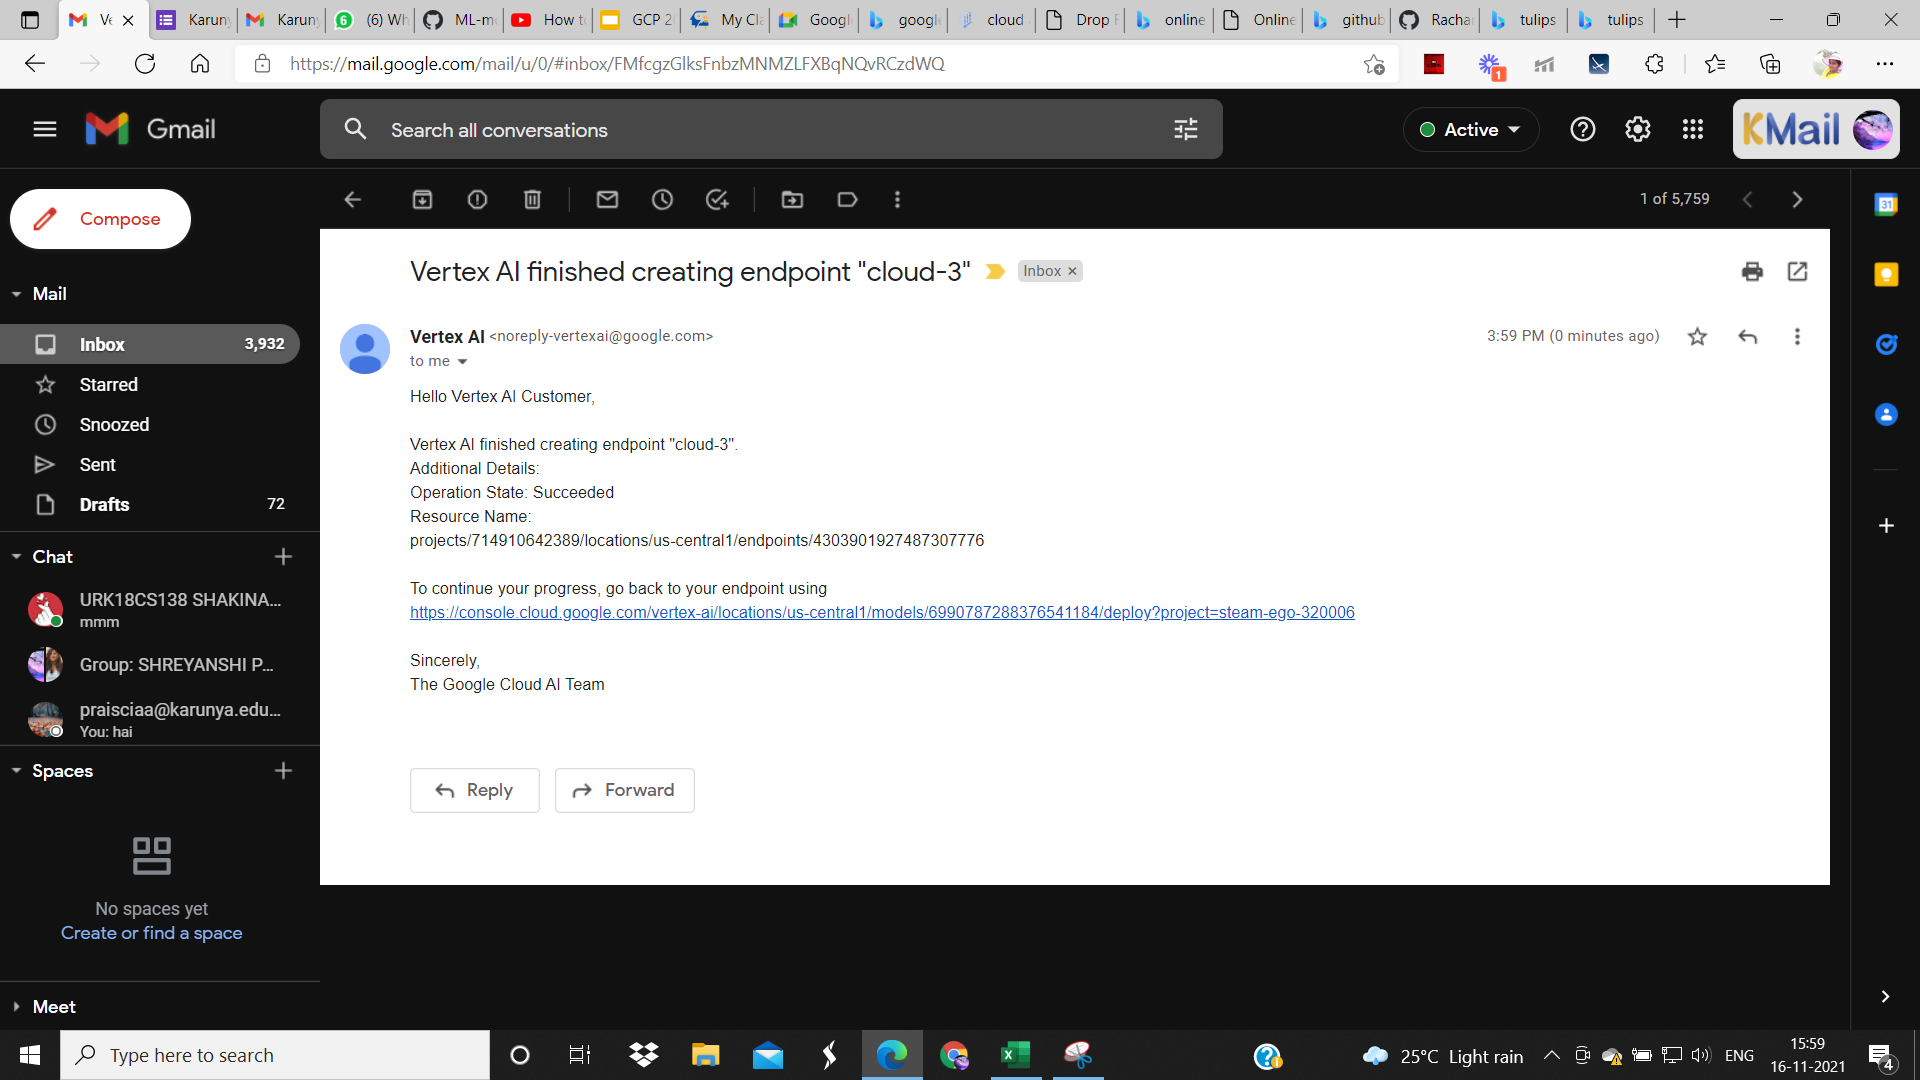 Ve
Karuny
Karuny
(6) Wh
ML-m
How to
GCP 2
My Cla
Google
google
cloud
Drop F
online
Online
github
Rachar
tulips
tulips
https://mail.google.com/mail/u/0/#inbox/FMfcgzGlksFnbzMNMZLFXBqNQvRCzdWQ
1
Gmail
Search all conversations
Active
KMail
Compose
1 of 5,759
31
Mail
Inbox 3,932
Starred
Snoozed
Sent
Drafts 72
Chat
URK18CS138 SHAKINA...
mmm
Group: SHREYANSHI P...
praisciaa@karunya.edu...
You: hai
Spaces
No spaces yet
Create or find a space
Meet
Vertex AI finished creating endpoint "cloud-3" Inbox
Vertex AI <noreply-vertexai@google.com> 3:59 PM (0 minutes ago)
to me
Hello Vertex AI Customer,
Vertex AI finished creating endpoint "cloud-3".
Additional Details:
Operation State: Succeeded
Resource Name:
projects/714910642389/locations/us-central1/endpoints/4303901927487307776
To continue your progress, go back to your endpoint using
https://console.cloud.google.com/vertex-ai/locations/us-central1/models/6990787288376541184/deploy?project=steam-ego-320006
Sincerely,
The Google Cloud AI Team
Reply Forward
Type here to search
25°C Light rain
ENG
15:59
16-11-2021
4